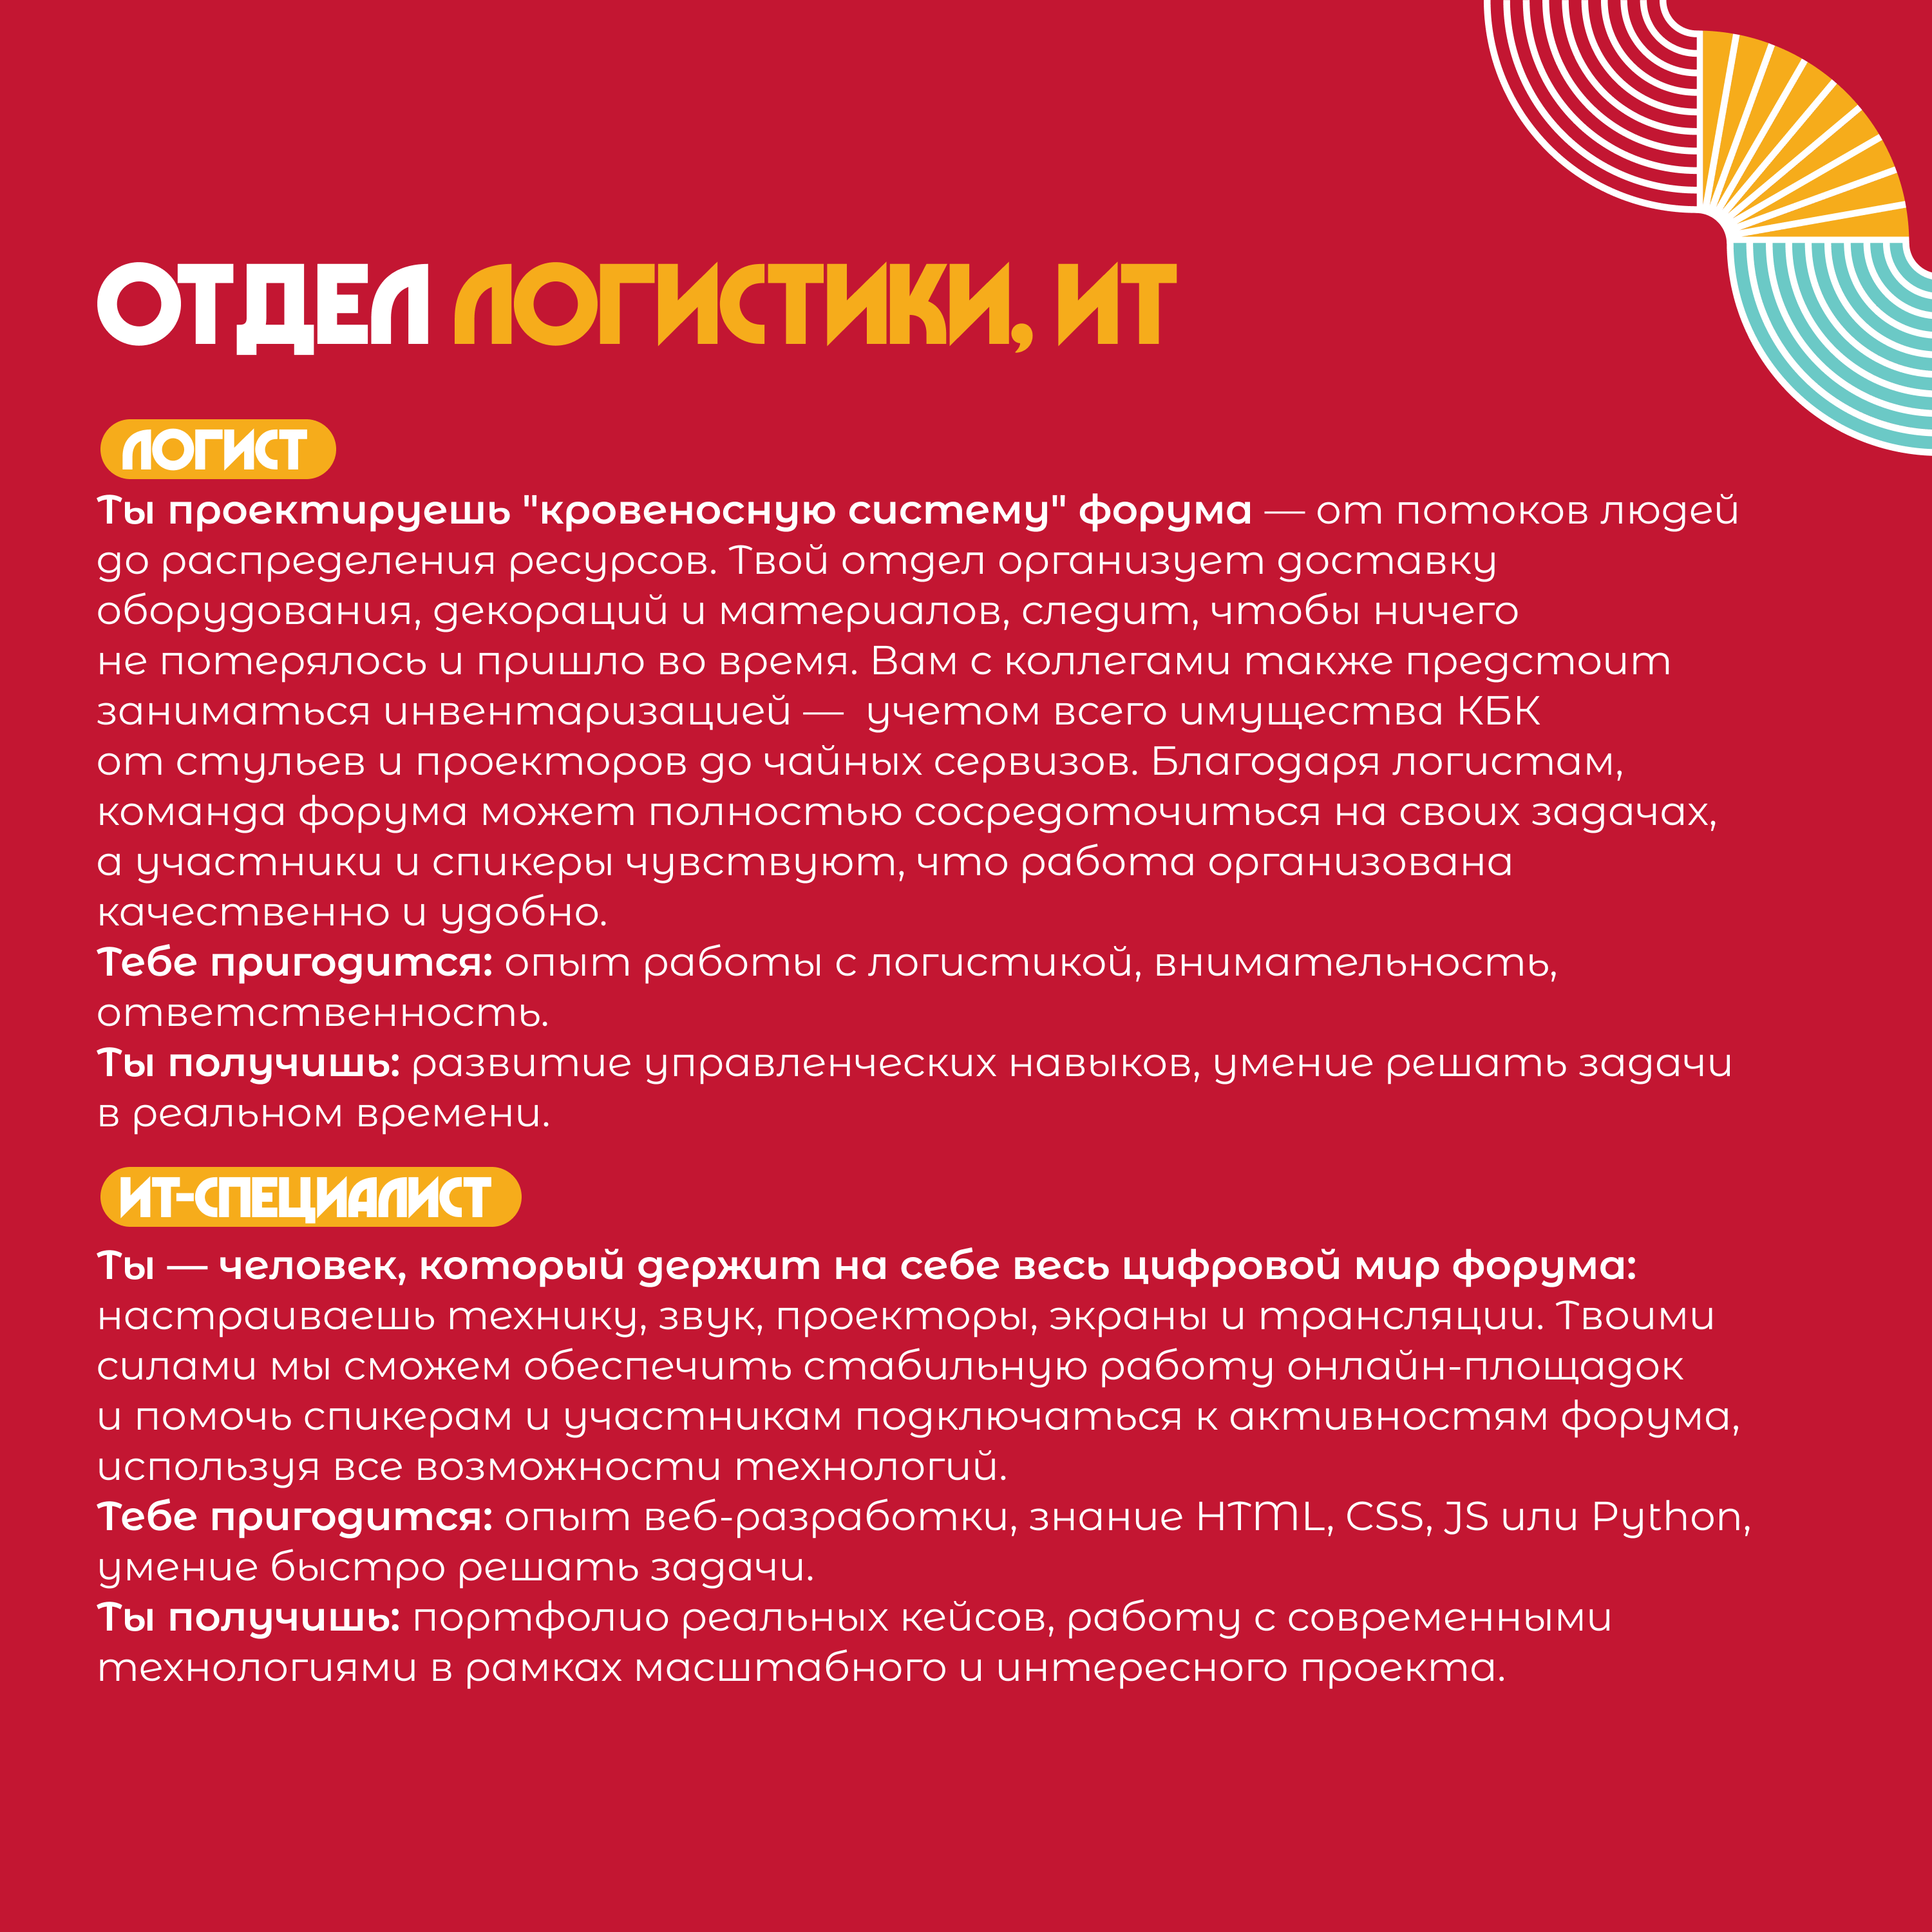 ОТДЕЛ ЛОГИСТИКИ, ИТ
ЛОГИСТ
Ты проектируешь "кровеносную систему" форума — от потоков людей
до распределения ресурсов. Твой отдел организует доставку
оборудования, декораций и материалов, следит, чтобы ничего
не потерялось и пришло во время. Вам с коллегами также предстоит
заниматься инвентаризацией — учетом всего имущества КБК
от стульев и проекторов до чайных сервизов. Благодаря логистам,
команда форума может полностью сосредоточиться на своих задачах,
а участники и спикеры чувствуют, что работа организована
качественно и удобно.
Тебе пригодится: опыт работы с логистикой, внимательность,
ответственность.
Ты получишь: развитие управленческих навыков, умение решать задачи
в реальном времени.
ИТ-СПЕЦИАЛИСТ
Ты — человек, который держит на себе весь цифровой мир форума:
настраиваешь технику, звук, проекторы, экраны и трансляции. Твоими
силами мы сможем обеспечить стабильную работу онлайн-площадок
и помочь спикерам и участникам подключаться к активностям форума,
используя все возможности технологий.
Тебе пригодится: опыт веб-разработки, знание HTML, CSS, JS или Python,
умение быстро решать задачи.
Ты получишь: портфолио реальных кейсов, работу с современными
технологиями в рамках масштабного и интересного проекта.